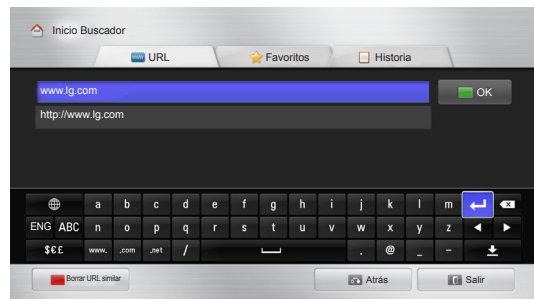 Inicio Buscador
URL Favoritos Historia
www.lg.com OK
http://www.lg.com
a b c d e f g h i j k l m
ENG ABC n o p q r s t u v w x y z
$€£ www. .com .net / . @ _ -
Borrar URL similar Atrás Salir